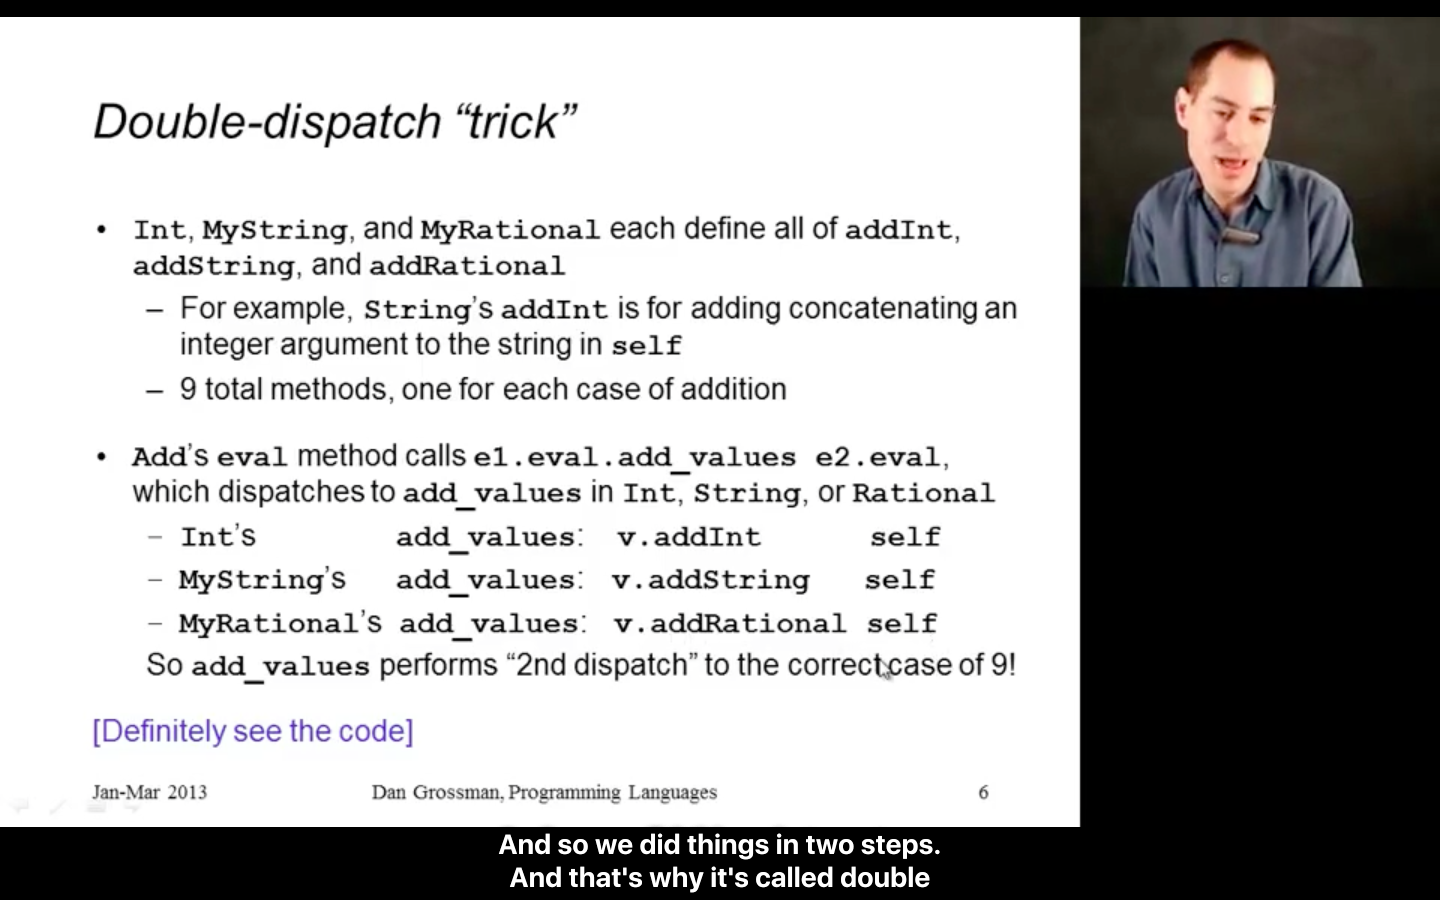 Double-dispatch “trick”
• Int, MyString, and MyRational each define all of addInt,
addString, and addRational
– For example, String's addInt is for adding concatenating an
integer argument to the string in self
– 9 total methods, one for each case of addition
• Add's eval method calls e1.eval.add_values e2.eval,
which dispatches to add_values in Int, String, or Rational
– Int's add_values: v.addInt self
– MyString's add_values: v.addString self
– MyRational's add_values: v.addRational self
So add_values performs “2nd dispatch” to the correct case of 9!
[Definitely see the code]
Jan-Mar 2013 Dan Grossman, Programming Languages 6
And so we did things in two steps.
And that's why it's called double